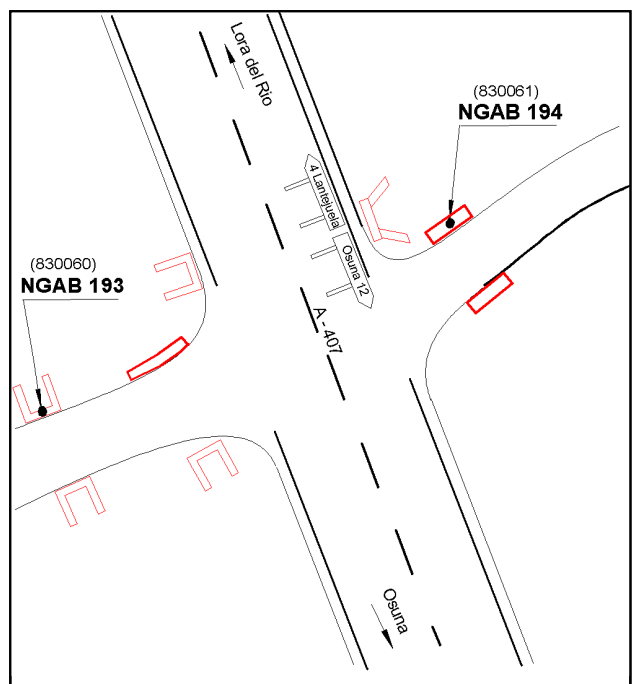 Lora del Rio
(830061)
NGAB 194
4 Lantejuela
Osuna 12
(830060)
NGAB 193
A - 407
Osuna